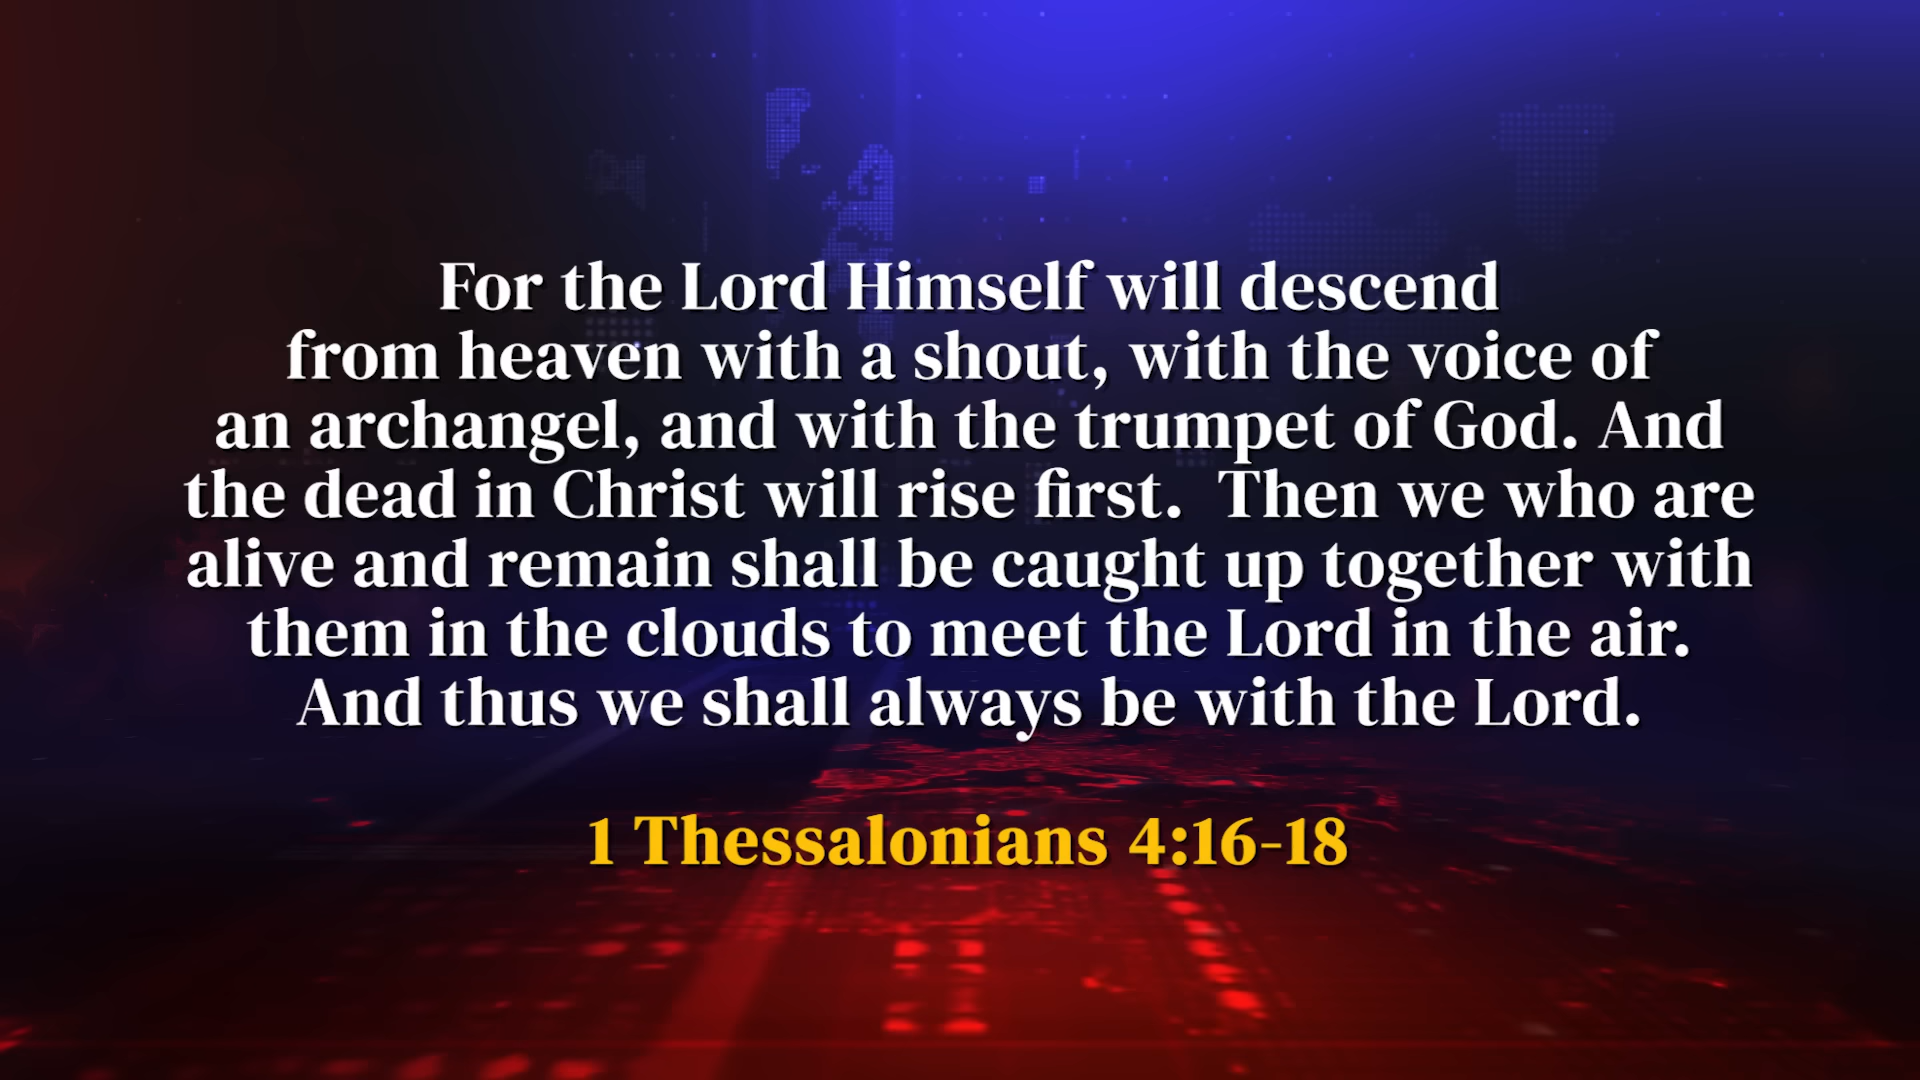 For the Lord Himself will descend
from heaven with a shout, with the voice of
an archangel, and with the trumpet of God. And
the dead in Christ will rise first.  Then we who are
alive and remain shall be caught up together with
them in the clouds to meet the Lord in the air.
And thus we shall always be with the Lord.
1 Thessalonians 4:16-18